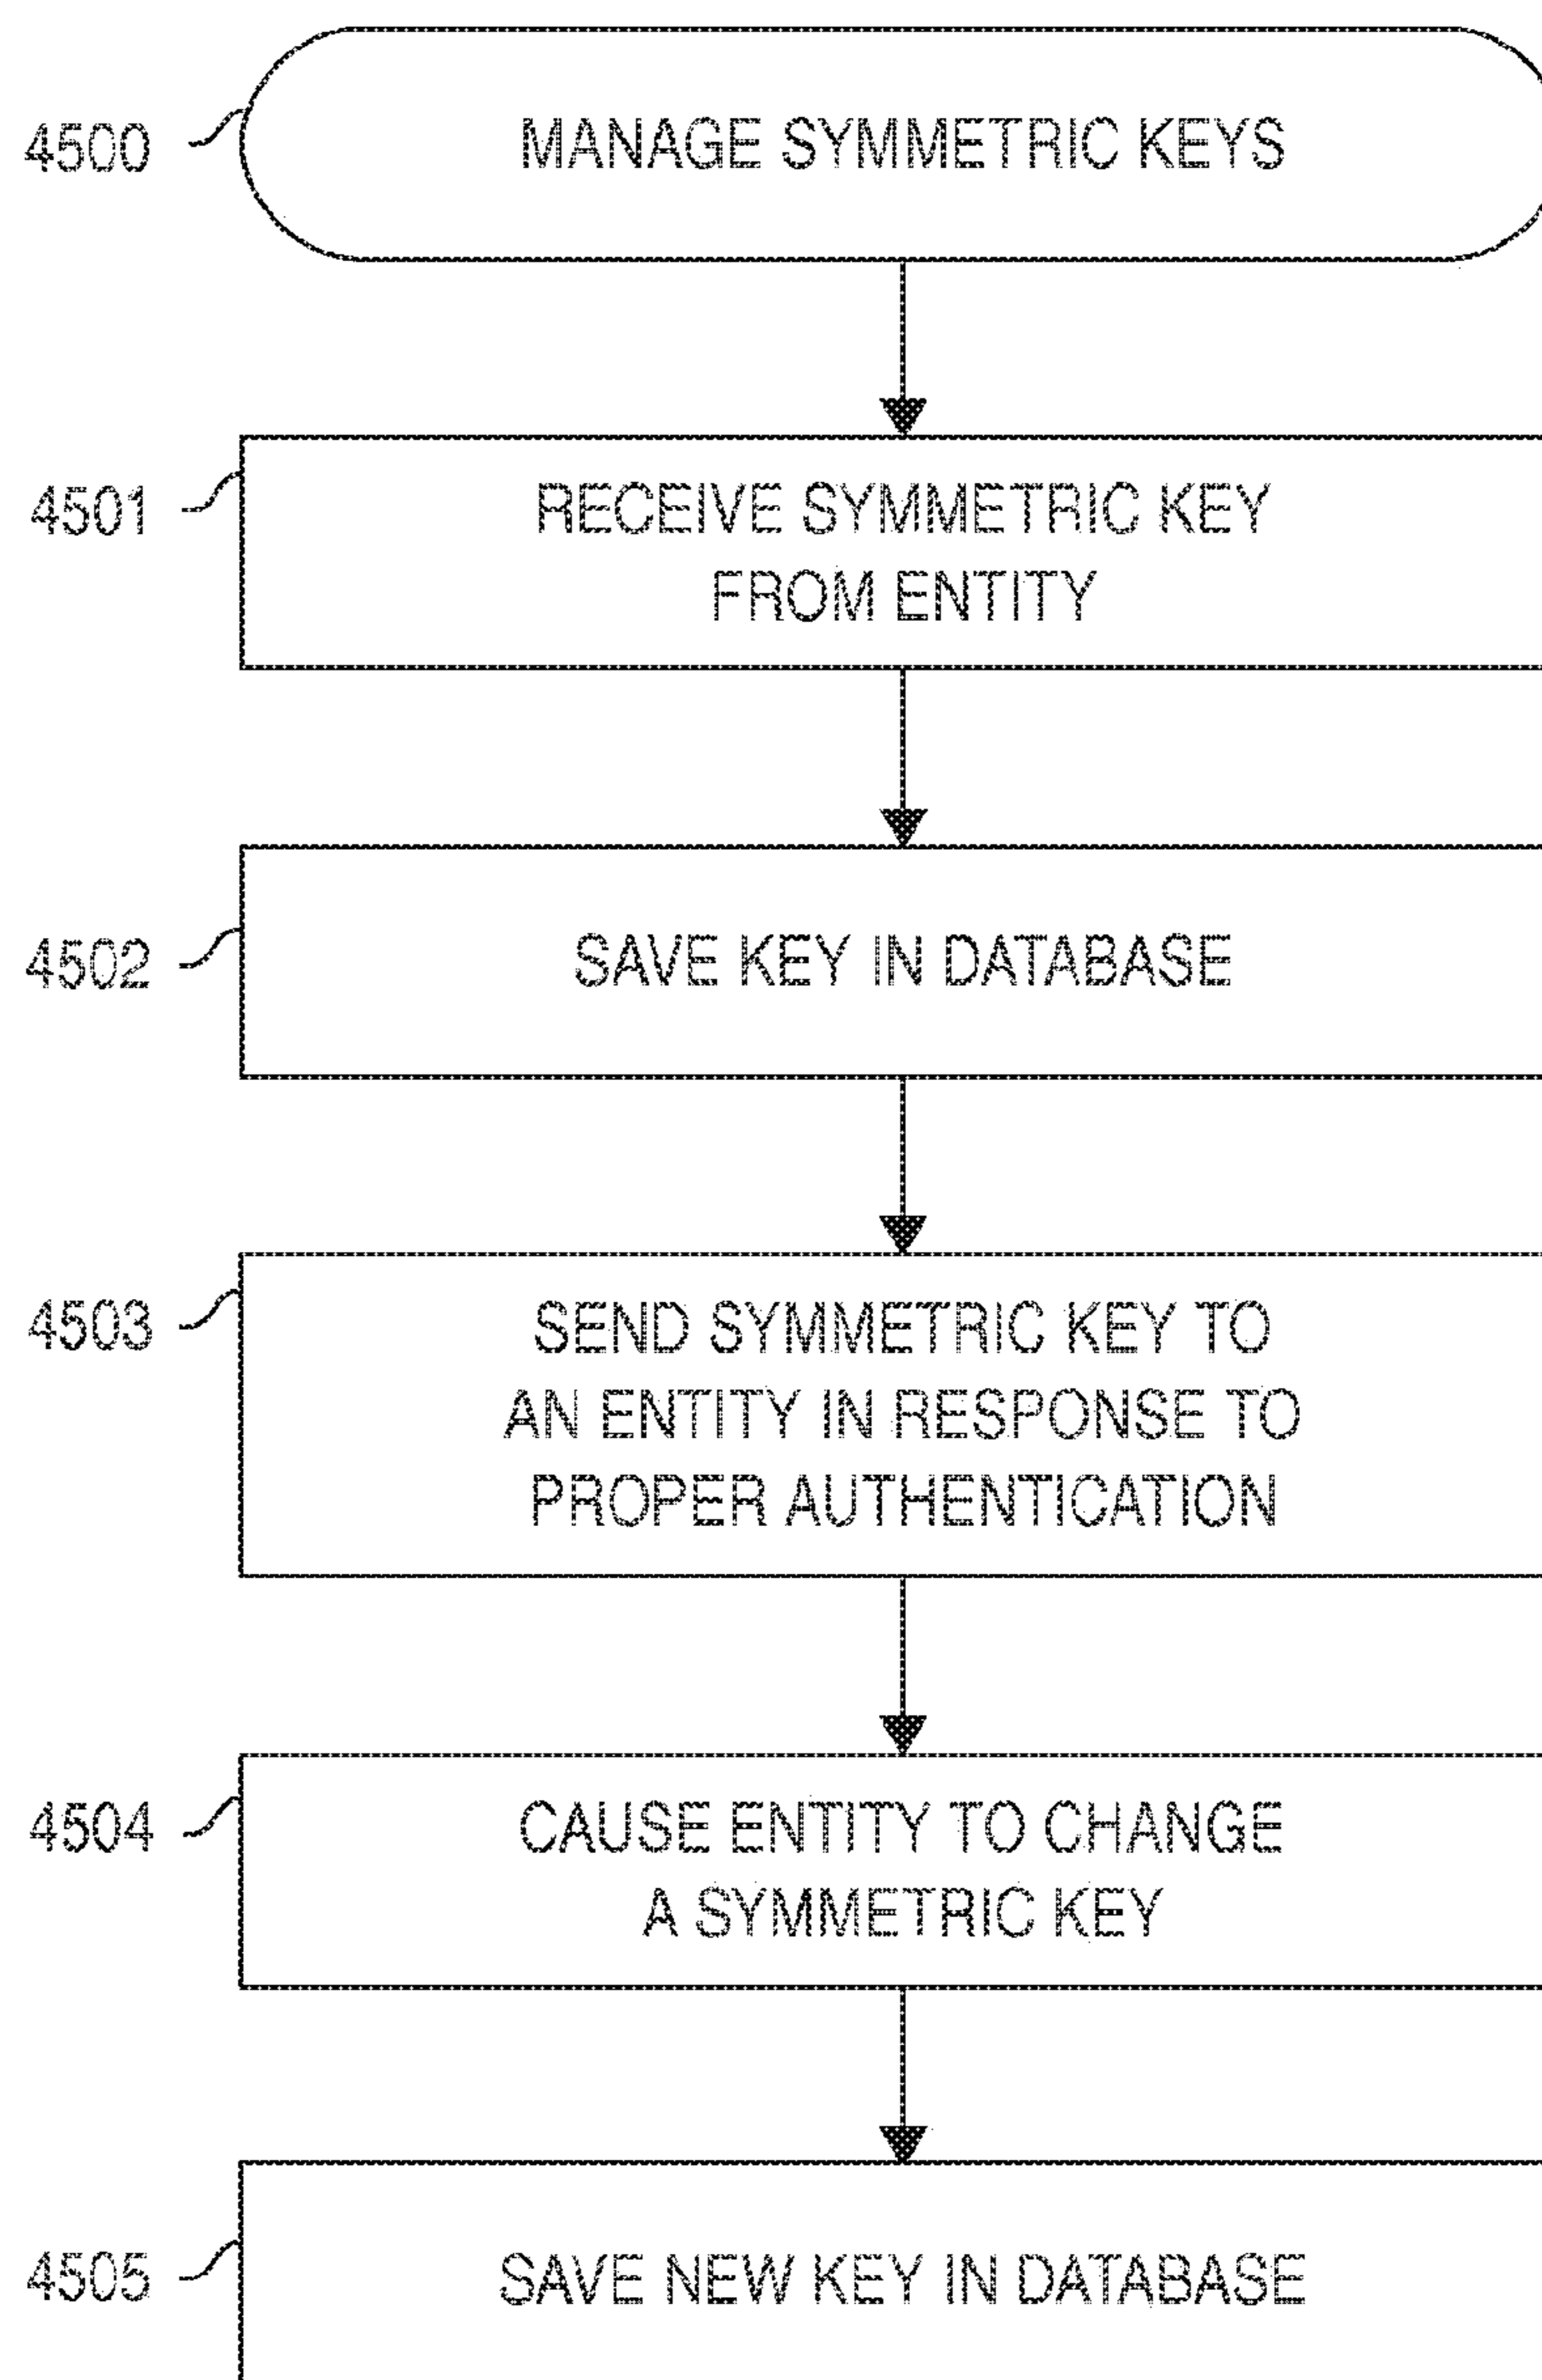 4500
MANAGE SYMMETRIC KEYS
4501
RECEIVE SYMMETRIC KEY
FROM ENTITY
4502
SAVE KEY IN DATABASE
4503
SEND SYMMETRIC KEY TO
AN ENTITY IN RESPONSE TO
PROPER AUTHENTICATION
4504
CAUSE ENTITY TO CHANGE
A SYMMETRIC KEY
4505
SAVE NEW KEY IN DATABASE